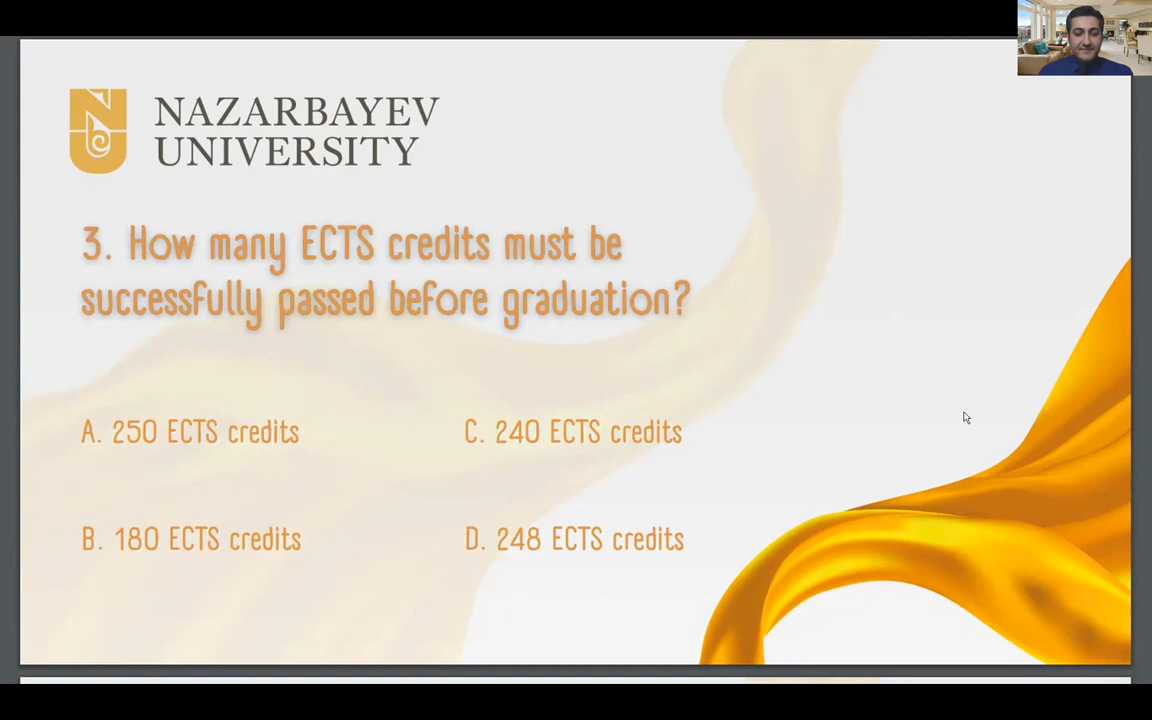 NAZARBAYEV
UNIVERSITY
3. How many ECTS credits must be
successfully passed before graduation?
A. 250 ECTS credits
C. 240 ECTS credits
B. 180 ECTS credits
D. 248 ECTS credits